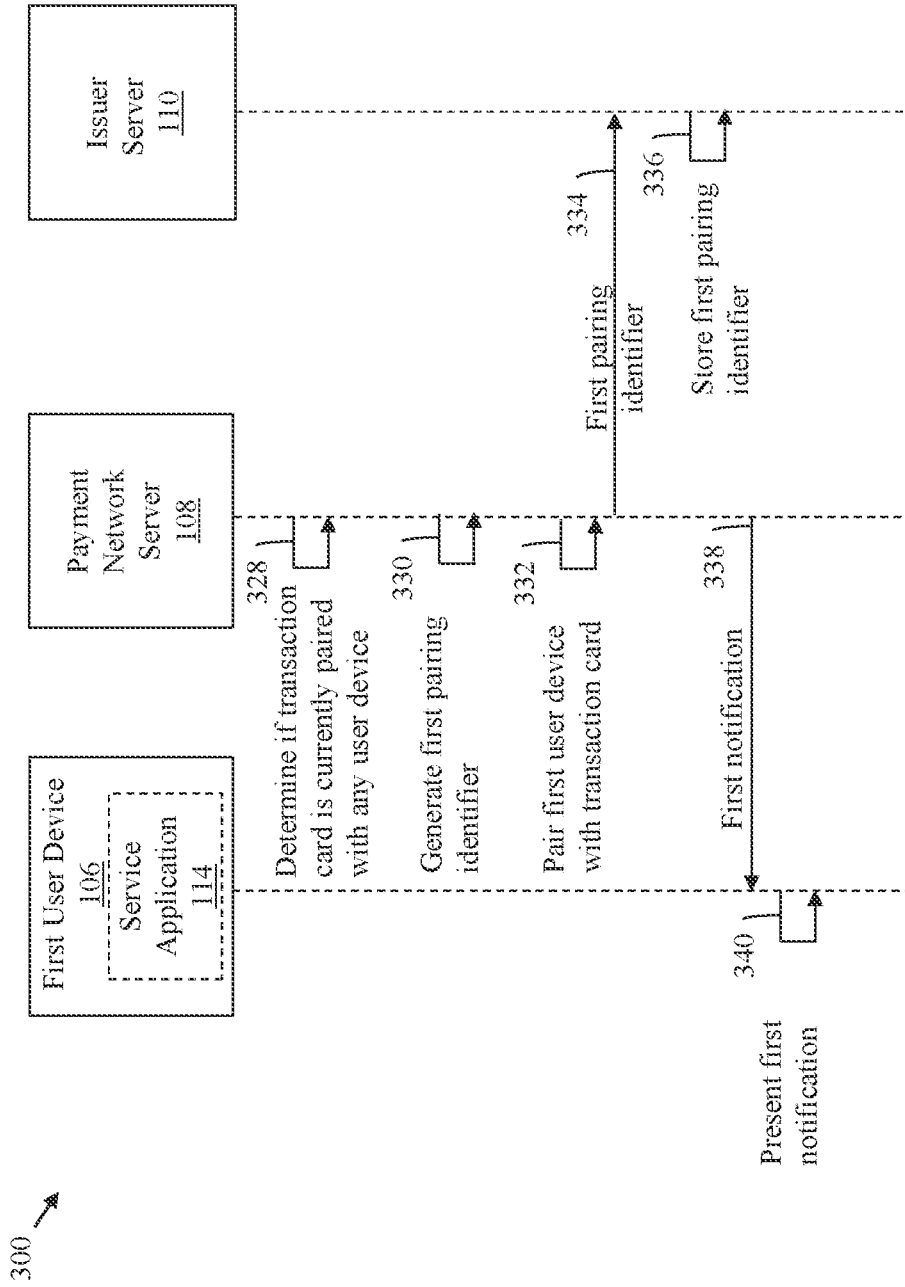 300
First User Device
106
Service
Application
114
Payment
Network
Server
108
Issuer
Server
110
328
Determine if transaction
card is currently paired
with any user device
330
Generate first pairing
identifier
332
Pair first user device
with transaction card
334
First pairing
identifier
336
Store first pairing
identifier
338
First notification
340
Present first
notification